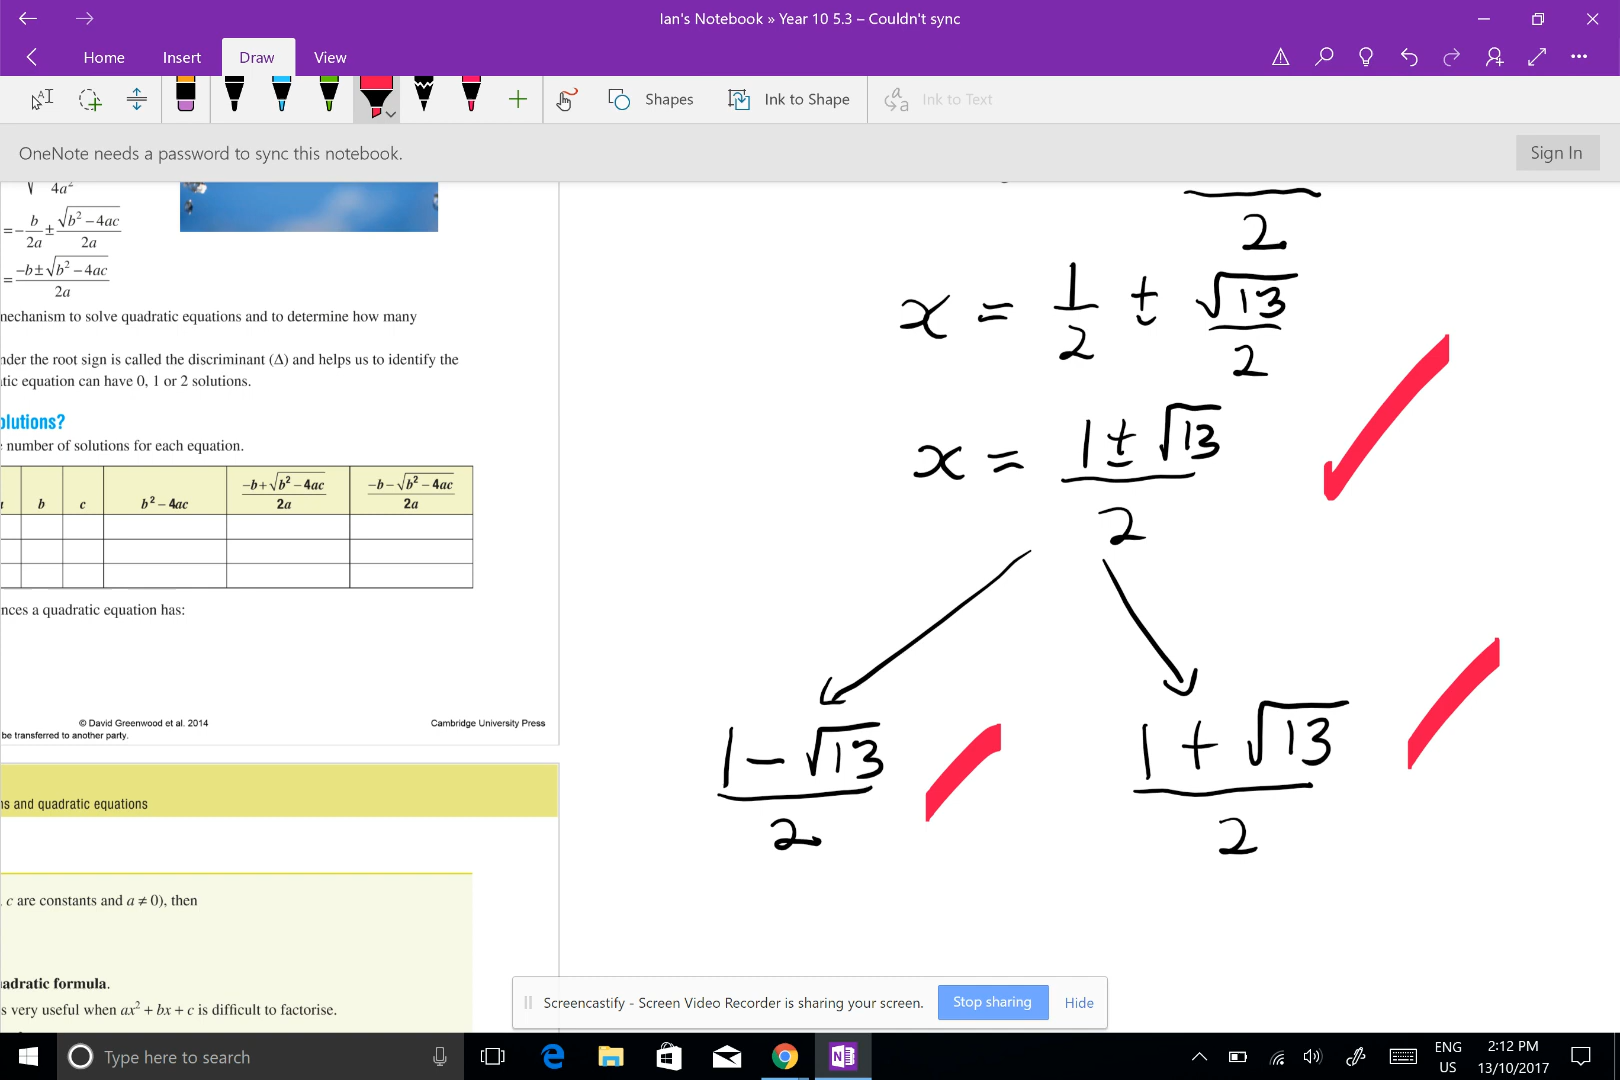 Ian's Notebook » Year 10 5.3 – Couldn't sync
Home Insert Draw View
Shapes Ink to Shape Ink to Text
OneNote needs a password to sync this notebook. Sign In
√ 4a²
= -b/2a ± √(b² – 4ac)/2a
= (–b ± √(b² – 4ac))/2a
mechanism to solve quadratic equations and to determine how many
nder the root sign is called the discriminant (Δ) and helps us to identify the
tic equation can have 0, 1 or 2 solutions.
olutions?
number of solutions for each equation.
b c b² – 4ac (–b + √(b² – 4ac))/2a (–b – √(b² – 4ac))/2a
nces a quadratic equation has:
© David Greenwood et al. 2014 Cambridge University Press
be transferred to another party.
ns and quadratic equations
c are constants and a ≠ 0), then
adratic formula.
s very useful when ax² + bx + c is difficult to factorise.
2
x = 1/2 ± √13/2
x = (1 ± √13)/2
(1 – √13)/2 (1 + √13)/2
Screencastify - Screen Video Recorder is sharing your screen. Stop sharing Hide
Type here to search
ENG
US
2:12 PM
13/10/2017